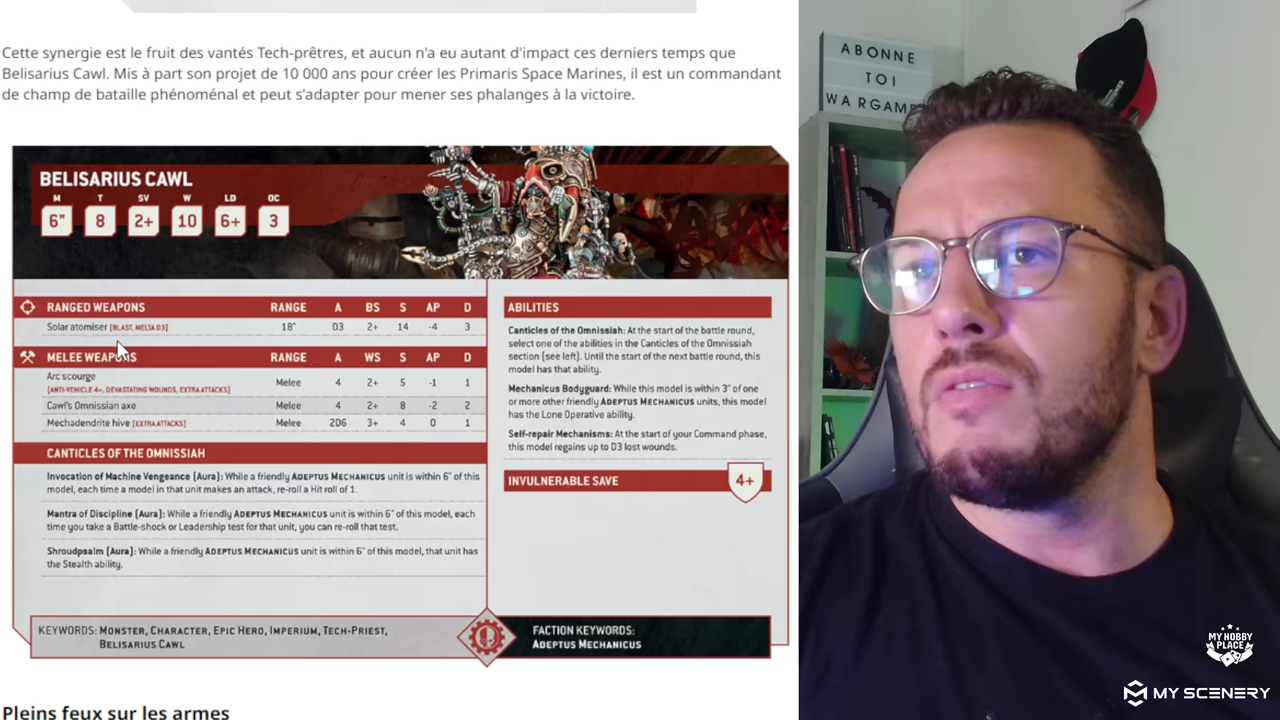 Cette synergie est le fruit des vantés Tech-prêtres, et aucun n'a eu autant d'impact ces derniers temps que
Belisarius Cawl. Mis à part son projet de 10 000 ans pour créer les Primaris Space Marines, il est un commandant
de champ de bataille phénoménal et peut s'adapter pour mener ses phalanges à la victoire.
BELISARIUS CAWL
M T SV W LD OC
6" 8 2+ 10 6+ 3
RANGED WEAPONS RANGE A BS S AP D
Solar atomiser [BLAST, MELTA D3] 18" D3 2+ 14 -4 3
MELEE WEAPONS RANGE A WS S AP D
Arc scourge
[ANTI-VEHICLE 4+, DEVASTATING WOUNDS, EXTRA ATTACKS] Melee 4 2+ 5 -1 1
Cawl's Omnissian axe Melee 4 2+ 8 -2 2
Mechadendrite hive [EXTRA ATTACKS] Melee 2D6 3+ 4 0 1
CANTICLES OF THE OMNISSIAH
Invocation of Machine Vengeance (Aura): While a friendly ADEPTUS MECHANICUS unit is within 6" of this
model, each time a model in that unit makes an attack, re-roll a Hit roll of 1.
Mantra of Discipline (Aura): While a friendly ADEPTUS MECHANICUS unit is within 6" of this model, each
time you take a Battle-shock or Leadership test for that unit, you can re-roll that test.
Shroudpsalm (Aura): While a friendly ADEPTUS MECHANICUS unit is within 6" of this model, that unit has
the Stealth ability.
ABILITIES
Canticles of the Omnissiah: At the start of the battle round,
select one of the abilities in the Canticles of the Omnissiah
section (see left). Until the start of the next battle round, this
model has that ability.
Mechanicus Bodyguard: While this model is within 3" of one
or more other friendly ADEPTUS MECHANICUS units, this model
has the Lone Operative ability.
Self-repair Mechanisms: At the start of your Command phase,
this model regains up to D3 lost wounds.
INVULNERABLE SAVE 4+
KEYWORDS: MONSTER, CHARACTER, EPIC HERO, IMPERIUM, TECH-PRIEST,
BELISARIUS CAWL
FACTION KEYWORDS:
ADEPTUS MECHANICUS
Pleins feux sur les armes
ABONNE
TOI
WARGAME
MY HOBBY
PLACE
MY SCENERY